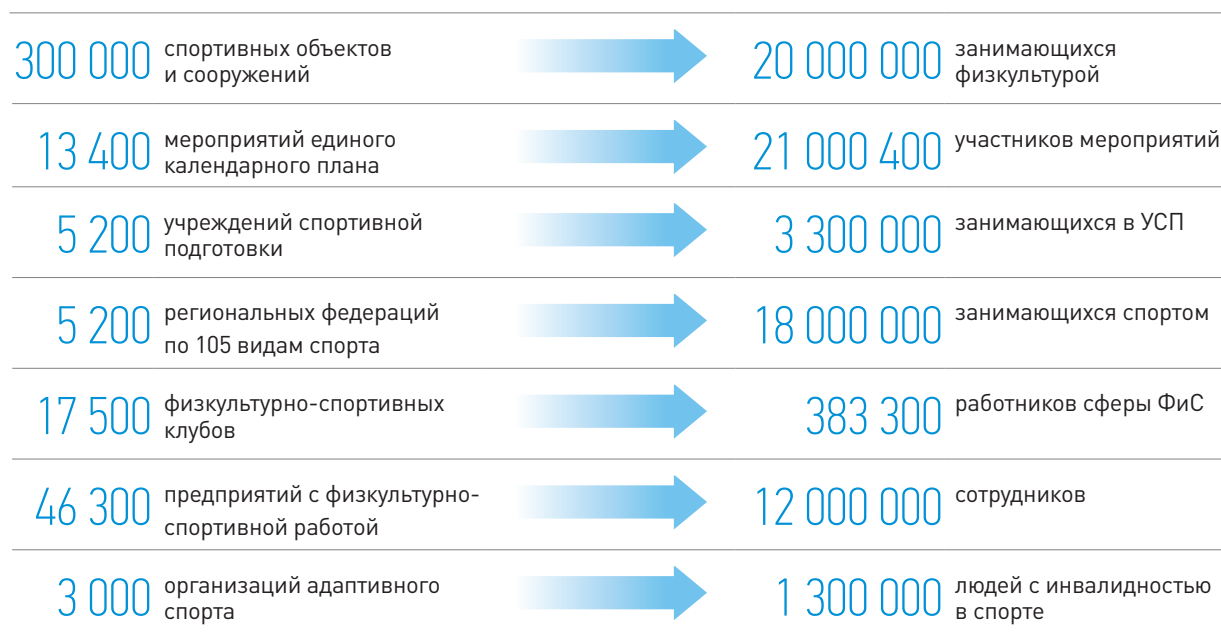 300 000 спортивных объектов
и сооружений
20 000 000 занимающихся
физкультурой
13 400 мероприятий единого
календарного плана
21 000 400 участников мероприятий
5 200 учреждений спортивной
подготовки
3 300 000 занимающихся в УСП
5 200 региональных федераций
по 105 видам спорта
18 000 000 занимающихся спортом
17 500 физкультурно-спортивных
клубов
383 300 работников сферы ФиС
46 300 предприятий с физкультурно-
спортивной работой
12 000 000 сотрудников
3 000 организаций адаптивного
спорта
1 300 000 людей с инвалидностью
в спорте